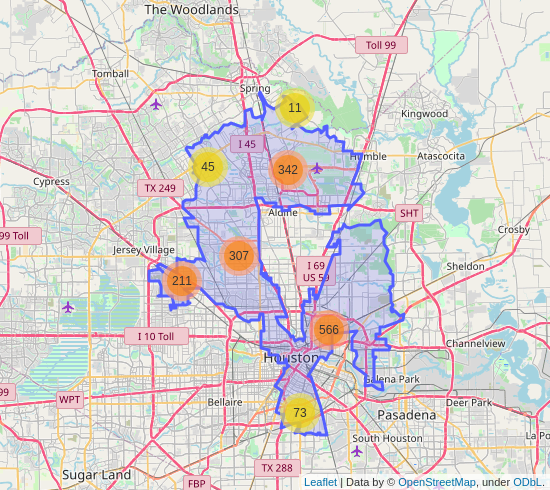 The Woodlands
Toll 99
Tomball
Spring
11
Kingwood
I 45
45
342
Humble
Atascocita
Cypress
TX 249
Aldine
SHT
Crosby
99 Toll
Jersey Village
307
I 69
US 59
Sheldon
211
I 10 Toll
566
Channelview
Houston
Galena Park
99
WPT
Bellaire
73
Pasadena
Deer Park
South Houston
La Po
Sugar Land
TX 288
FBP
Leaflet | Data by © OpenStreetMap, under ODbL.